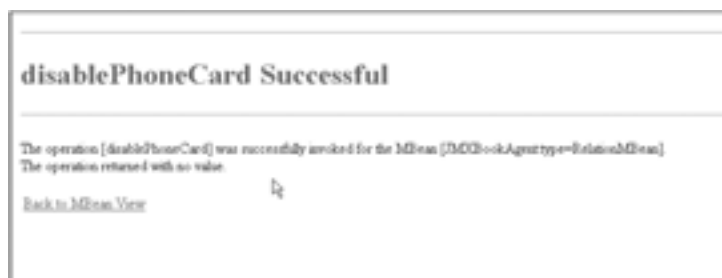 disablePhoneCard Successful
The operation [disablePhoneCard] was successfully invoked for the MBean [JMXBookAgent:type=RelationMBean].
The operation returned with no value.
Back to MBean View